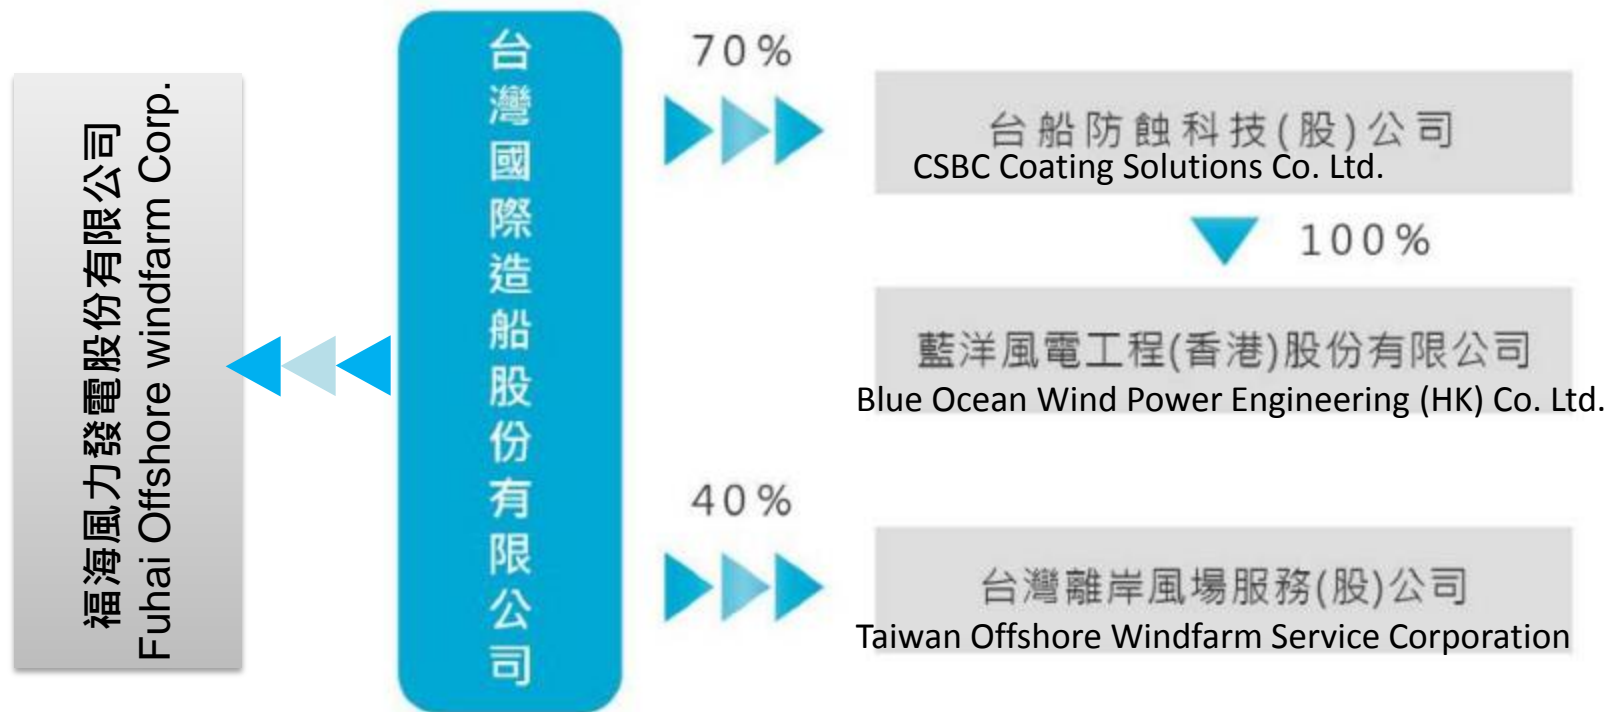 福海風力發電股份有限公司
Fuhai Offshore windfarm Corp.
台灣國際造船股份有限公司
70%
台船防蝕科技(股)公司
CSBC Coating Solutions Co. Ltd.
100%
藍洋風電工程(香港)股份有限公司
Blue Ocean Wind Power Engineering (HK) Co. Ltd.
40%
台灣離岸風場服務(股)公司
Taiwan Offshore Windfarm Service Corporation